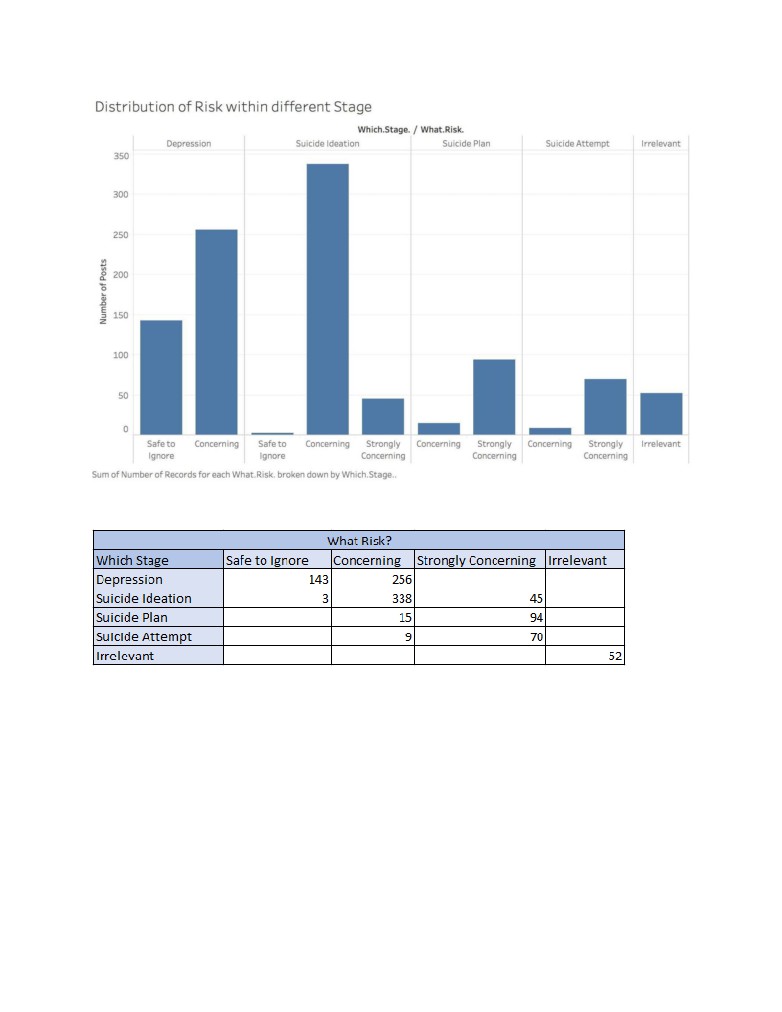 Distribution of Risk within different Stage
Which.Stage. / What.Risk.
Depression Suicide Ideation Suicide Plan Suicide Attempt Irrelevant
350
300
250
200
150
100
50
0
Number of Posts
Safe to Ignore Concerning Safe to Ignore Concerning Strongly Concerning Concerning Strongly Concerning Concerning Strongly Concerning Irrelevant
Sum of Number of Records for each What.Risk. broken down by Which.Stage..
What Risk?
Which Stage Safe to Ignore Concerning Strongly Concerning Irrelevant
Depression 143 256
Suicide Ideation 3 338 45
Suicide Plan 15 94
Suicide Attempt 9 70
Irrelevant 52